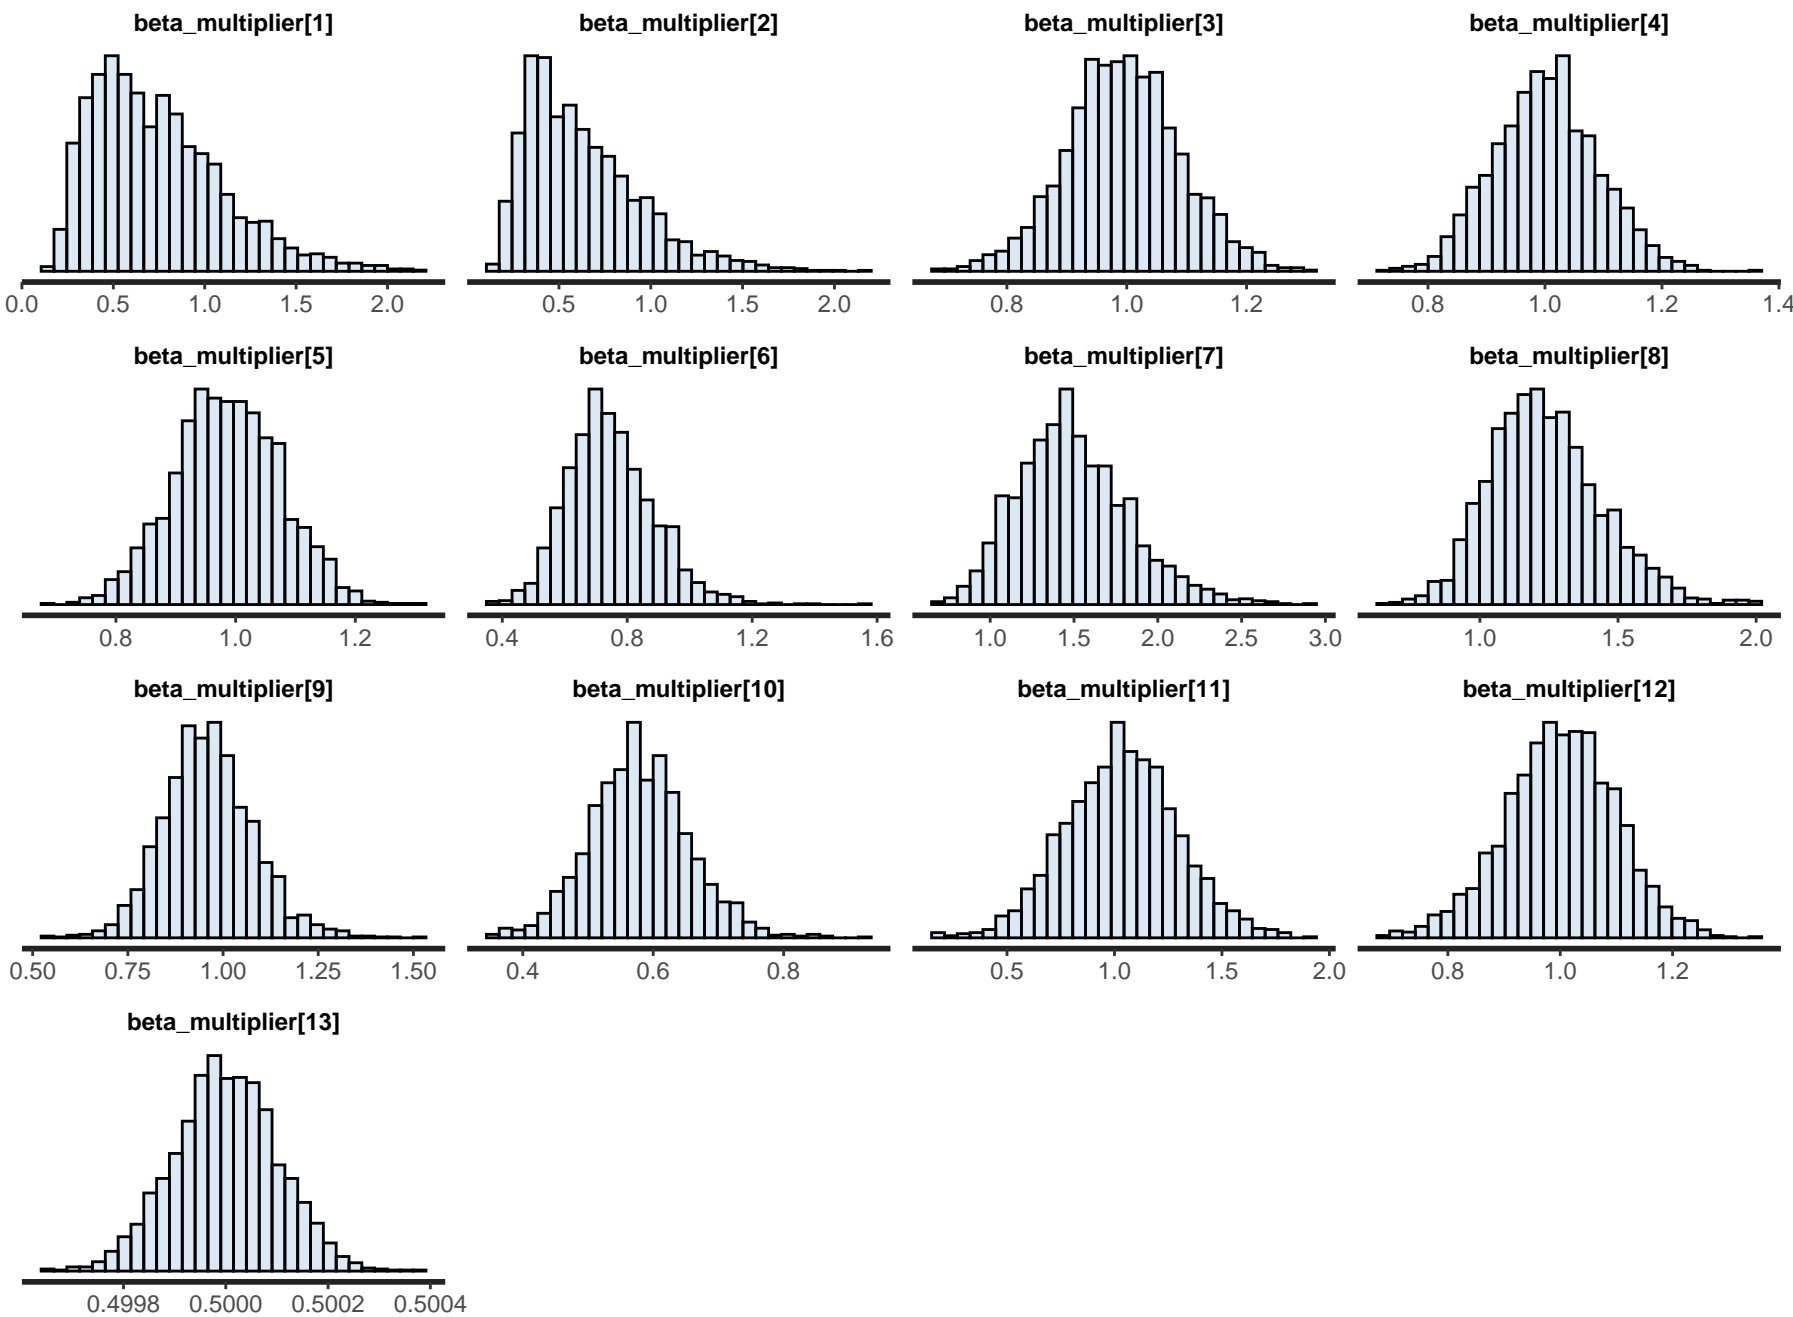 beta_multiplier[1] beta_multiplier[2] beta_multiplier[3] beta_multiplier[4]
0.0 0.5 1.0 1.5 2.0 0.5 1.0 1.5 2.0 0.8 1.0 1.2 0.8 1.0 1.2 1.4
beta_multiplier[5] beta_multiplier[6] beta_multiplier[7] beta_multiplier[8]
0.8 1.0 1.2 0.4 0.8 1.2 1.6 1.0 1.5 2.0 2.5 3.0 1.0 1.5 2.0
beta_multiplier[9] beta_multiplier[10] beta_multiplier[11] beta_multiplier[12]
0.50 0.75 1.00 1.25 1.50 0.4 0.6 0.8 0.5 1.0 1.5 2.0 0.8 1.0 1.2
beta_multiplier[13]
0.4998 0.5000 0.5002 0.5004